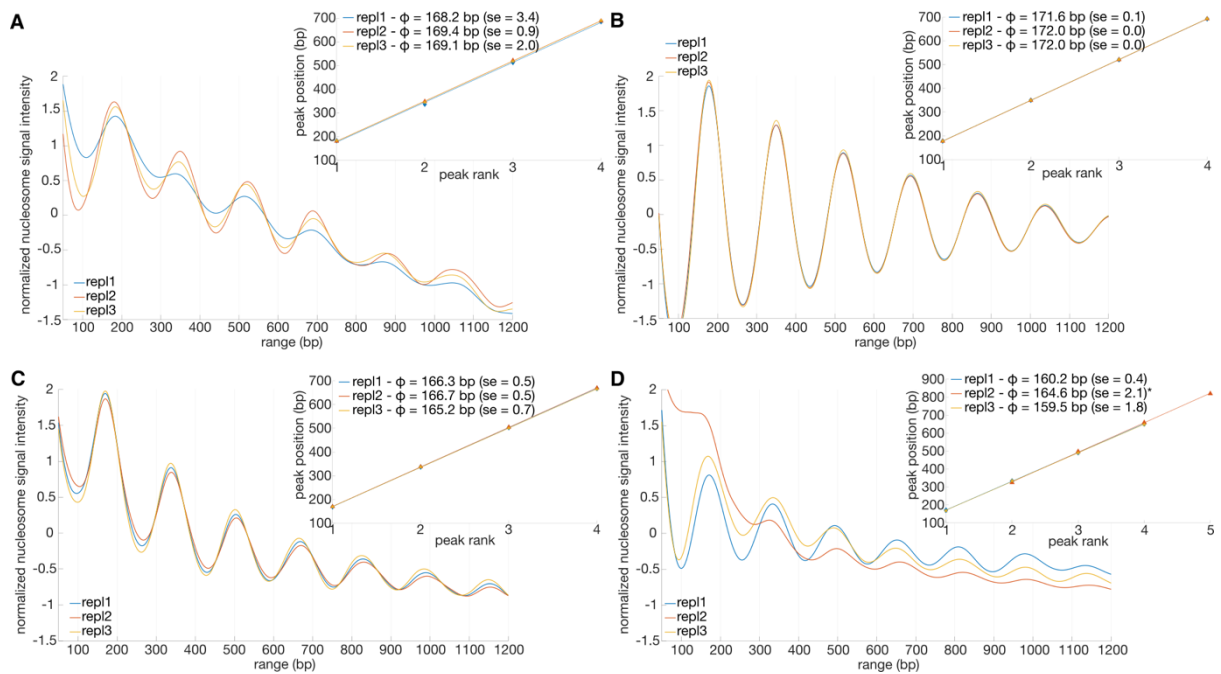 A
normalized nucleosome signal intensity
2
1.5
1
0.5
0
-0.5
-1
-1.5
100 200 300 400 500 600 700 800 900 1000 1100 1200
range (bp)
repl1
repl2
repl3
peak position (bp)
700
600
500
400
300
200
100
1 2 3 4
peak rank
repl1 - ϕ = 168.2 bp (se = 3.4)
repl2 - ϕ = 169.4 bp (se = 0.9)
repl3 - ϕ = 169.1 bp (se = 2.0)
B
repl1
repl2
repl3
normalized nucleosome signal intensity
2
1.5
1
0.5
0
-0.5
-1
-1.5
100 200 300 400 500 600 700 800 900 1000 1100 1200
range (bp)
peak position (bp)
700
600
500
400
300
200
100
1 2 3 4
peak rank
repl1 - ϕ = 171.6 bp (se = 0.1)
repl2 - ϕ = 172.0 bp (se = 0.0)
repl3 - ϕ = 172.0 bp (se = 0.0)
C
normalized nucleosome signal intensity
2
1.5
1
0.5
0
-0.5
-1
-1.5
100 200 300 400 500 600 700 800 900 1000 1100 1200
range (bp)
repl1
repl2
repl3
peak position (bp)
700
600
500
400
300
200
100
1 2 3 4
peak rank
repl1 - ϕ = 166.3 bp (se = 0.5)
repl2 - ϕ = 166.7 bp (se = 0.5)
repl3 - ϕ = 165.2 bp (se = 0.7)
D
normalized nucleosome signal intensity
2
1.5
1
0.5
0
-0.5
-1
-1.5
100 200 300 400 500 600 700 800 900 1000 1100 1200
range (bp)
repl1
repl2
repl3
peak position (bp)
900
800
700
600
500
400
300
200
100
1 2 3 4 5
peak rank
repl1 - ϕ = 160.2 bp (se = 0.4)
repl2 - ϕ = 164.6 bp (se = 2.1)*
repl3 - ϕ = 159.5 bp (se = 1.8)